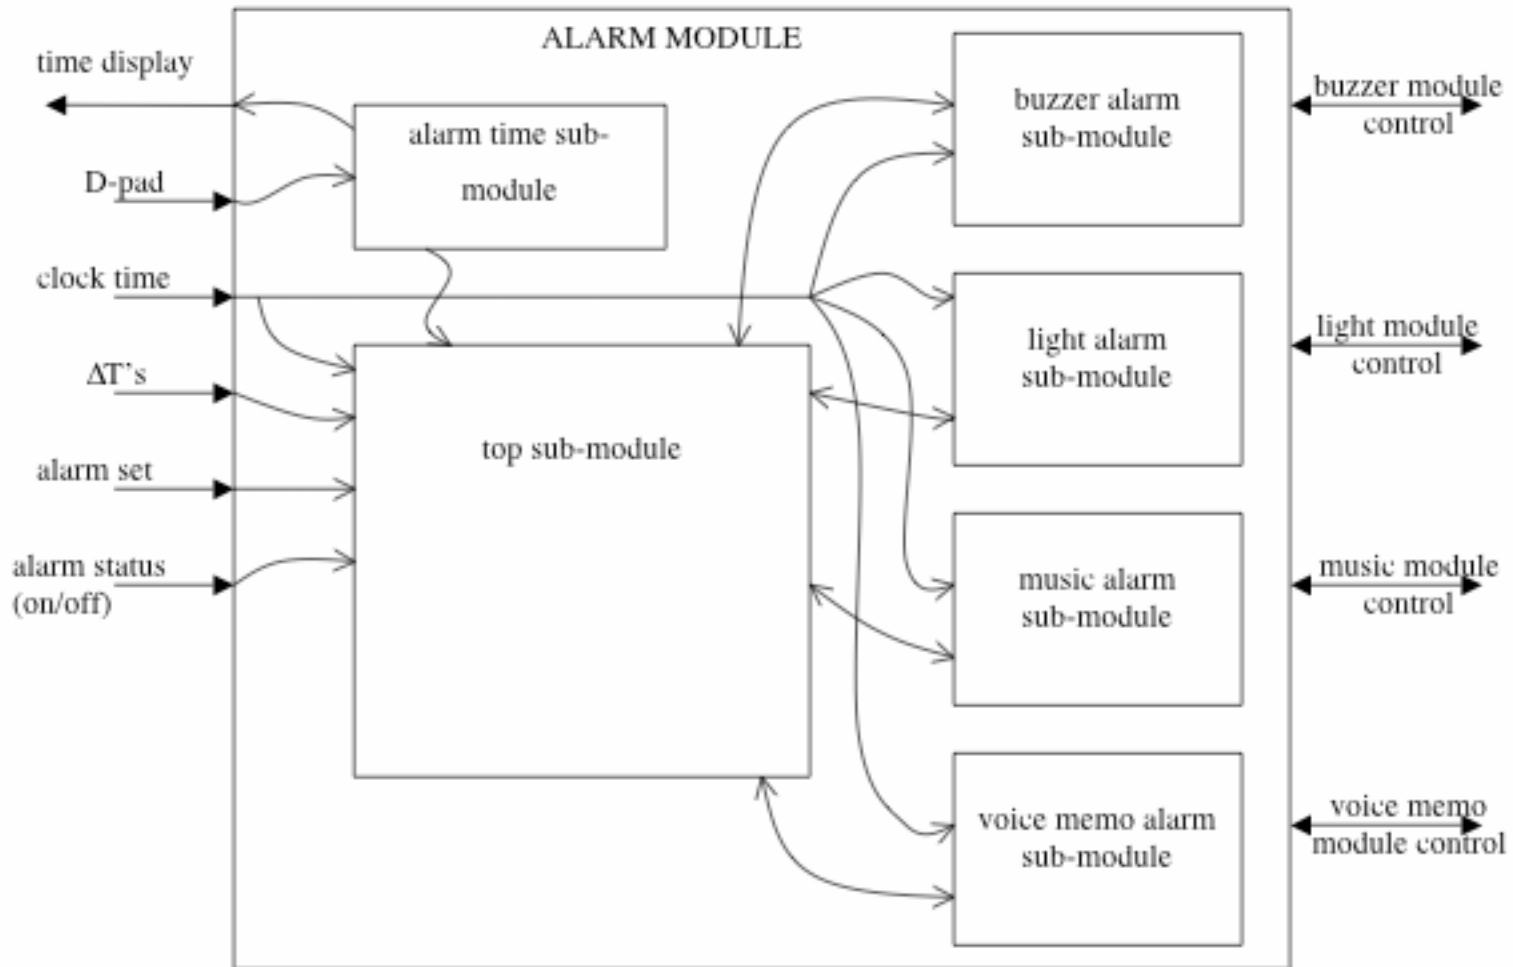 ALARM MODULE
time display
D-pad
clock time
ΔT's
alarm set
alarm status
(on/off)
alarm time sub-
module
top sub-module
buzzer alarm
sub-module
light alarm
sub-module
music alarm
sub-module
voice memo alarm
sub-module
buzzer module
control
light module
control
music module
control
voice memo
module control